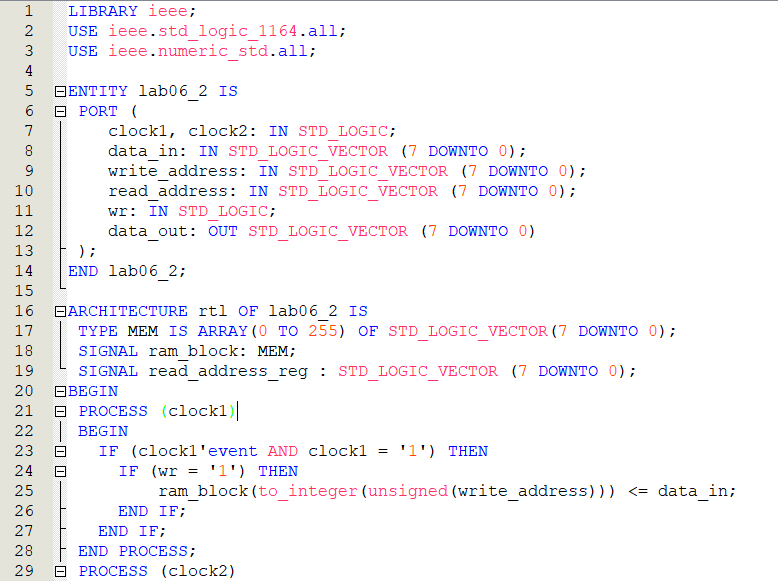 1 LIBRARY ieee;
2 USE ieee.std_logic_1164.all;
3 USE ieee.numeric_std.all;
4
5 ENTITY lab06_2 IS
6 PORT (
7 clock1, clock2: IN STD_LOGIC;
8 data_in: IN STD_LOGIC_VECTOR (7 DOWNTO 0);
9 write_address: IN STD_LOGIC_VECTOR (7 DOWNTO 0);
10 read_address: IN STD_LOGIC_VECTOR (7 DOWNTO 0);
11 wr: IN STD_LOGIC;
12 data_out: OUT STD_LOGIC_VECTOR (7 DOWNTO 0)
13 );
14 END lab06_2;
15
16 ARCHITECTURE rtl OF lab06_2 IS
17 TYPE MEM IS ARRAY(0 TO 255) OF STD_LOGIC_VECTOR(7 DOWNTO 0);
18 SIGNAL ram_block: MEM;
19 SIGNAL read_address_reg : STD_LOGIC_VECTOR (7 DOWNTO 0);
20 BEGIN
21 PROCESS (clock1)
22 BEGIN
23 IF (clock1'event AND clock1 = '1') THEN
24 IF (wr = '1') THEN
25 ram_block(to_integer(unsigned(write_address))) <= data_in;
26 END IF;
27 END IF;
28 END PROCESS;
29 PROCESS (clock2)